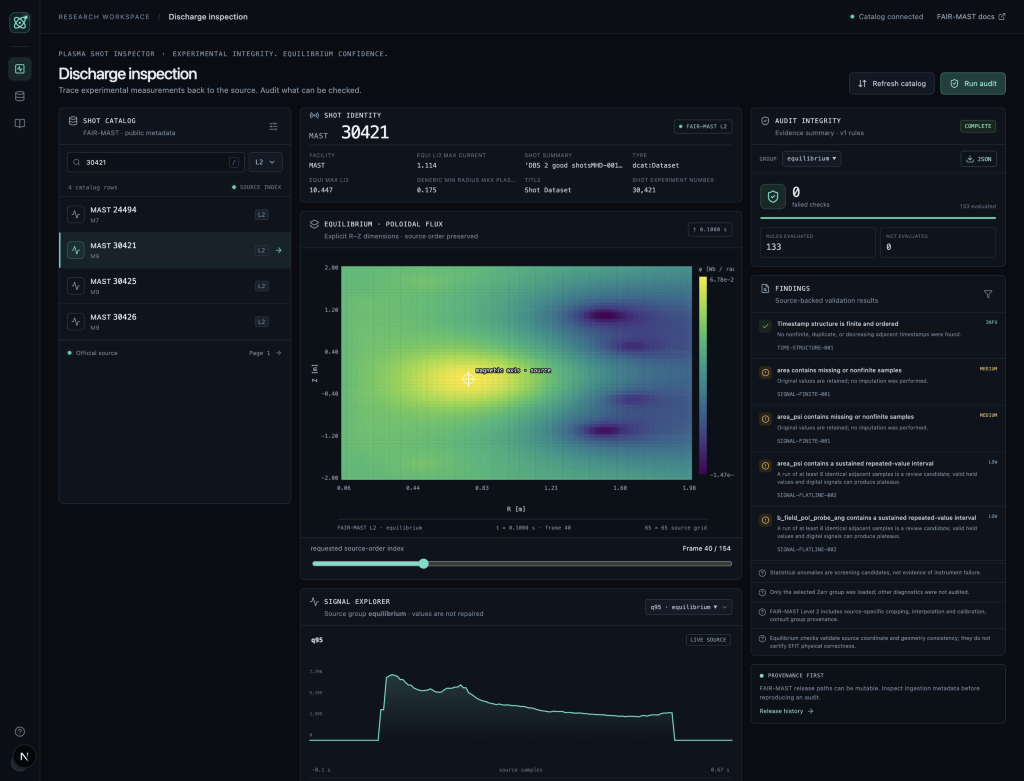 RESEARCH WORKSPACE / Discharge inspection
Catalog connected
FAIR-MAST docs
PLASMA SHOT INSPECTOR · EXPERIMENTAL INTEGRITY. EQUILIBRIUM CONFIDENCE.
Discharge inspection
Trace experimental measurements back to the source. Audit what can be checked.
Refresh catalog
Run audit
SHOT CATALOG
FAIR-MAST · public metadata
30421
/
L2
4 catalog rows
SOURCE INDEX
MAST 24494
M7
L2
MAST 30421
M9
L2
MAST 30425
M9
L2
MAST 30426
M9
L2
Official source
Page 1
SHOT IDENTITY
MAST 30421
FAIR-MAST L2
FACILITY
MAST
EQUI LI2 MAX CURRENT
1.114
SHOT SUMMARY
'DBS 2 good shotsMHD-001…
TYPE
dcat:Dataset
EQUI MAX LI2
10.447
GENERIC MIN RADIUS MAX PLAS…
0.175
TITLE
Shot Dataset
SHOT EXPERIMENT NUMBER
30,421
EQUILIBRIUM · POLOIDAL FLUX
Explicit R–Z dimensions · source order preserved
t 0.1000 s
2.00
1.20
0.40
-0.40
-1.20
-2.00
Z [m]
magnetic axis · source
ψ [Wb / rad
6.78e-2
-1.47e-
0.06
0.44
0.83
1.21
1.60
1.98
R [m]
FAIR-MAST L2 · equilibrium
t = 0.1000 s · frame 40
65 × 65 source grid
requested source-order index
Frame 40 / 154
SIGNAL EXPLORER
Source group equilibrium · values are not repaired
q95 · equilibrium
q95
LIVE SOURCE
0
-0.1 s
source samples
0.67 s
AUDIT INTEGRITY
Evidence summary · v1 rules
COMPLETE
GROUP
equilibrium
JSON
0
failed checks
133 evaluated
RULES EVALUATED
133
NOT EVALUATED
0
FINDINGS
Source-backed validation results
Timestamp structure is finite and ordered
INFO
No nonfinite, duplicate, or decreasing adjacent timestamps were found.
TIME-STRUCTURE-001
area contains missing or nonfinite samples
MEDIUM
Original values are retained; no imputation was performed.
SIGNAL-FINITE-001
area_psi contains missing or nonfinite samples
MEDIUM
Original values are retained; no imputation was performed.
SIGNAL-FINITE-001
area_psi contains a sustained repeated-value interval
LOW
A run of at least 8 identical adjacent samples is a review candidate; valid held
values and digital signals can produce plateaus.
SIGNAL-FLATLINE-002
b_field_pol_probe_ang contains a sustained repeated-value interval
LOW
A run of at least 8 identical adjacent samples is a review candidate; valid held
values and digital signals can produce plateaus.
SIGNAL-FLATLINE-002
Statistical anomalies are screening candidates, not evidence of instrument failure.
Only the selected Zarr group was loaded; other diagnostics were not audited.
FAIR-MAST Level 2 includes source-specific cropping, interpolation and calibration;
consult group provenance.
Equilibrium checks validate source coordinate and geometry consistency; they do not
certify EFIT physical correctness.
PROVENANCE FIRST
FAIR-MAST release paths can be mutable. Inspect ingestion metadata before
reproducing an audit.
Release history
N